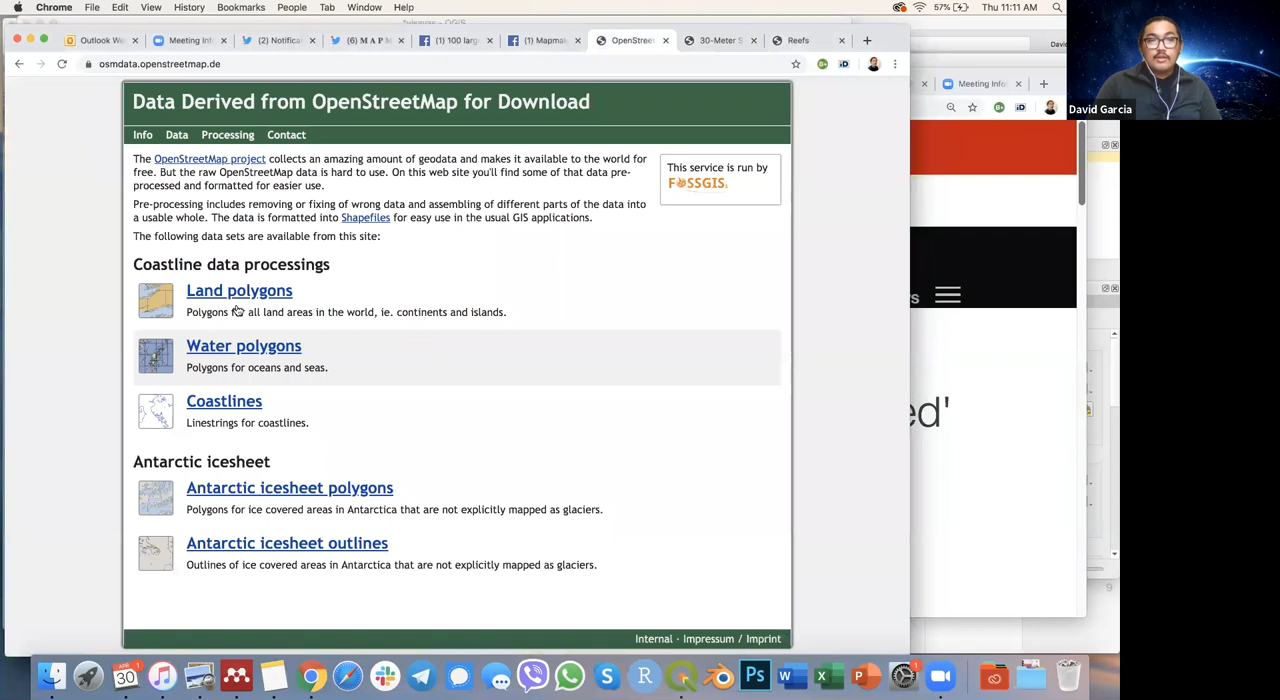 Chrome File Edit View History Bookmarks People Tab Window Help
57% Thu 11:11 AM
Outlook We
Meeting Inf
(2) Notifica
(6) M A P M
(1) 100 larg
(1) Mapmak
OpenStreet
30-Meter S
Reefs
osmdata.openstreetmap.de
Data Derived from OpenStreetMap for Download
Info Data Processing Contact
The OpenStreetMap project collects an amazing amount of geodata and makes it available to the world for
free. But the raw OpenStreetMap data is hard to use. On this web site you'll find some of that data pre-
processed and formatted for easier use.
This service is run by
FOSSGIS
Pre-processing includes removing or fixing of wrong data and assembling of different parts of the data into
a usable whole. The data is formatted into Shapefiles for easy use in the usual GIS applications.
The following data sets are available from this site:
Coastline data processings
Land polygons
Polygons for all land areas in the world, ie. continents and islands.
Water polygons
Polygons for oceans and seas.
Coastlines
Linestrings for coastlines.
Antarctic icesheet
Antarctic icesheet polygons
Polygons for ice covered areas in Antarctica that are not explicitly mapped as glaciers.
Antarctic icesheet outlines
Outlines of ice covered areas in Antarctica that are not explicitly mapped as glaciers.
Internal · Impressum / Imprint
Meeting Info
David Garcia
ed'
9
APR
30
1
R
Ps
W
X
P
1